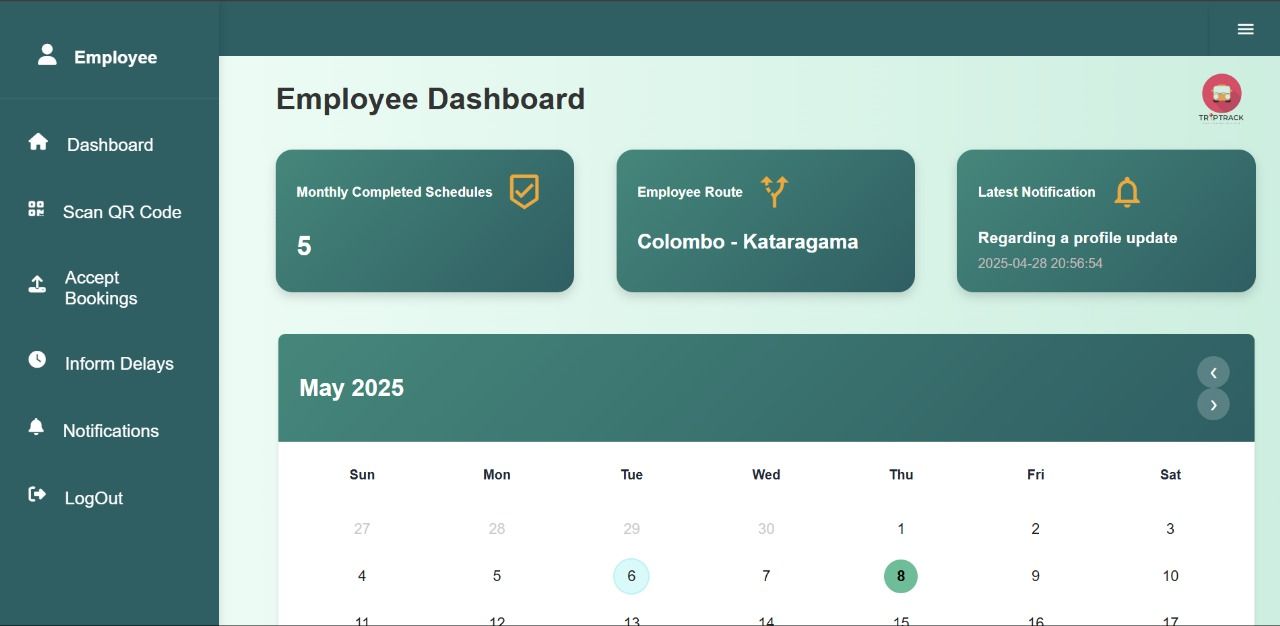 Employee
Dashboard
Scan QR Code
Accept
Bookings
Inform Delays
Notifications
LogOut
Employee Dashboard
TRIPTRACK
Monthly Completed Schedules
5
Employee Route
Colombo - Kataragama
Latest Notification
Regarding a profile update
2025-04-28 20:56:54
May 2025
Sun Mon Tue Wed Thu Fri Sat
27 28 29 30 1 2 3
4 5 6 7 8 9 10
11 12 13 14 15 16 17